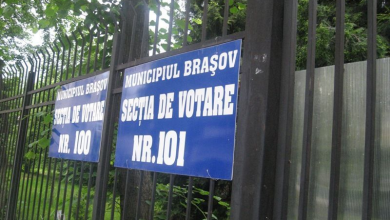 MUNICIPIUL BRAŞOV
SECŢIA DE VOTARE
NR. 100
MUNICIPIUL BRAŞOV
SECŢIA DE VOTARE
NR. 101